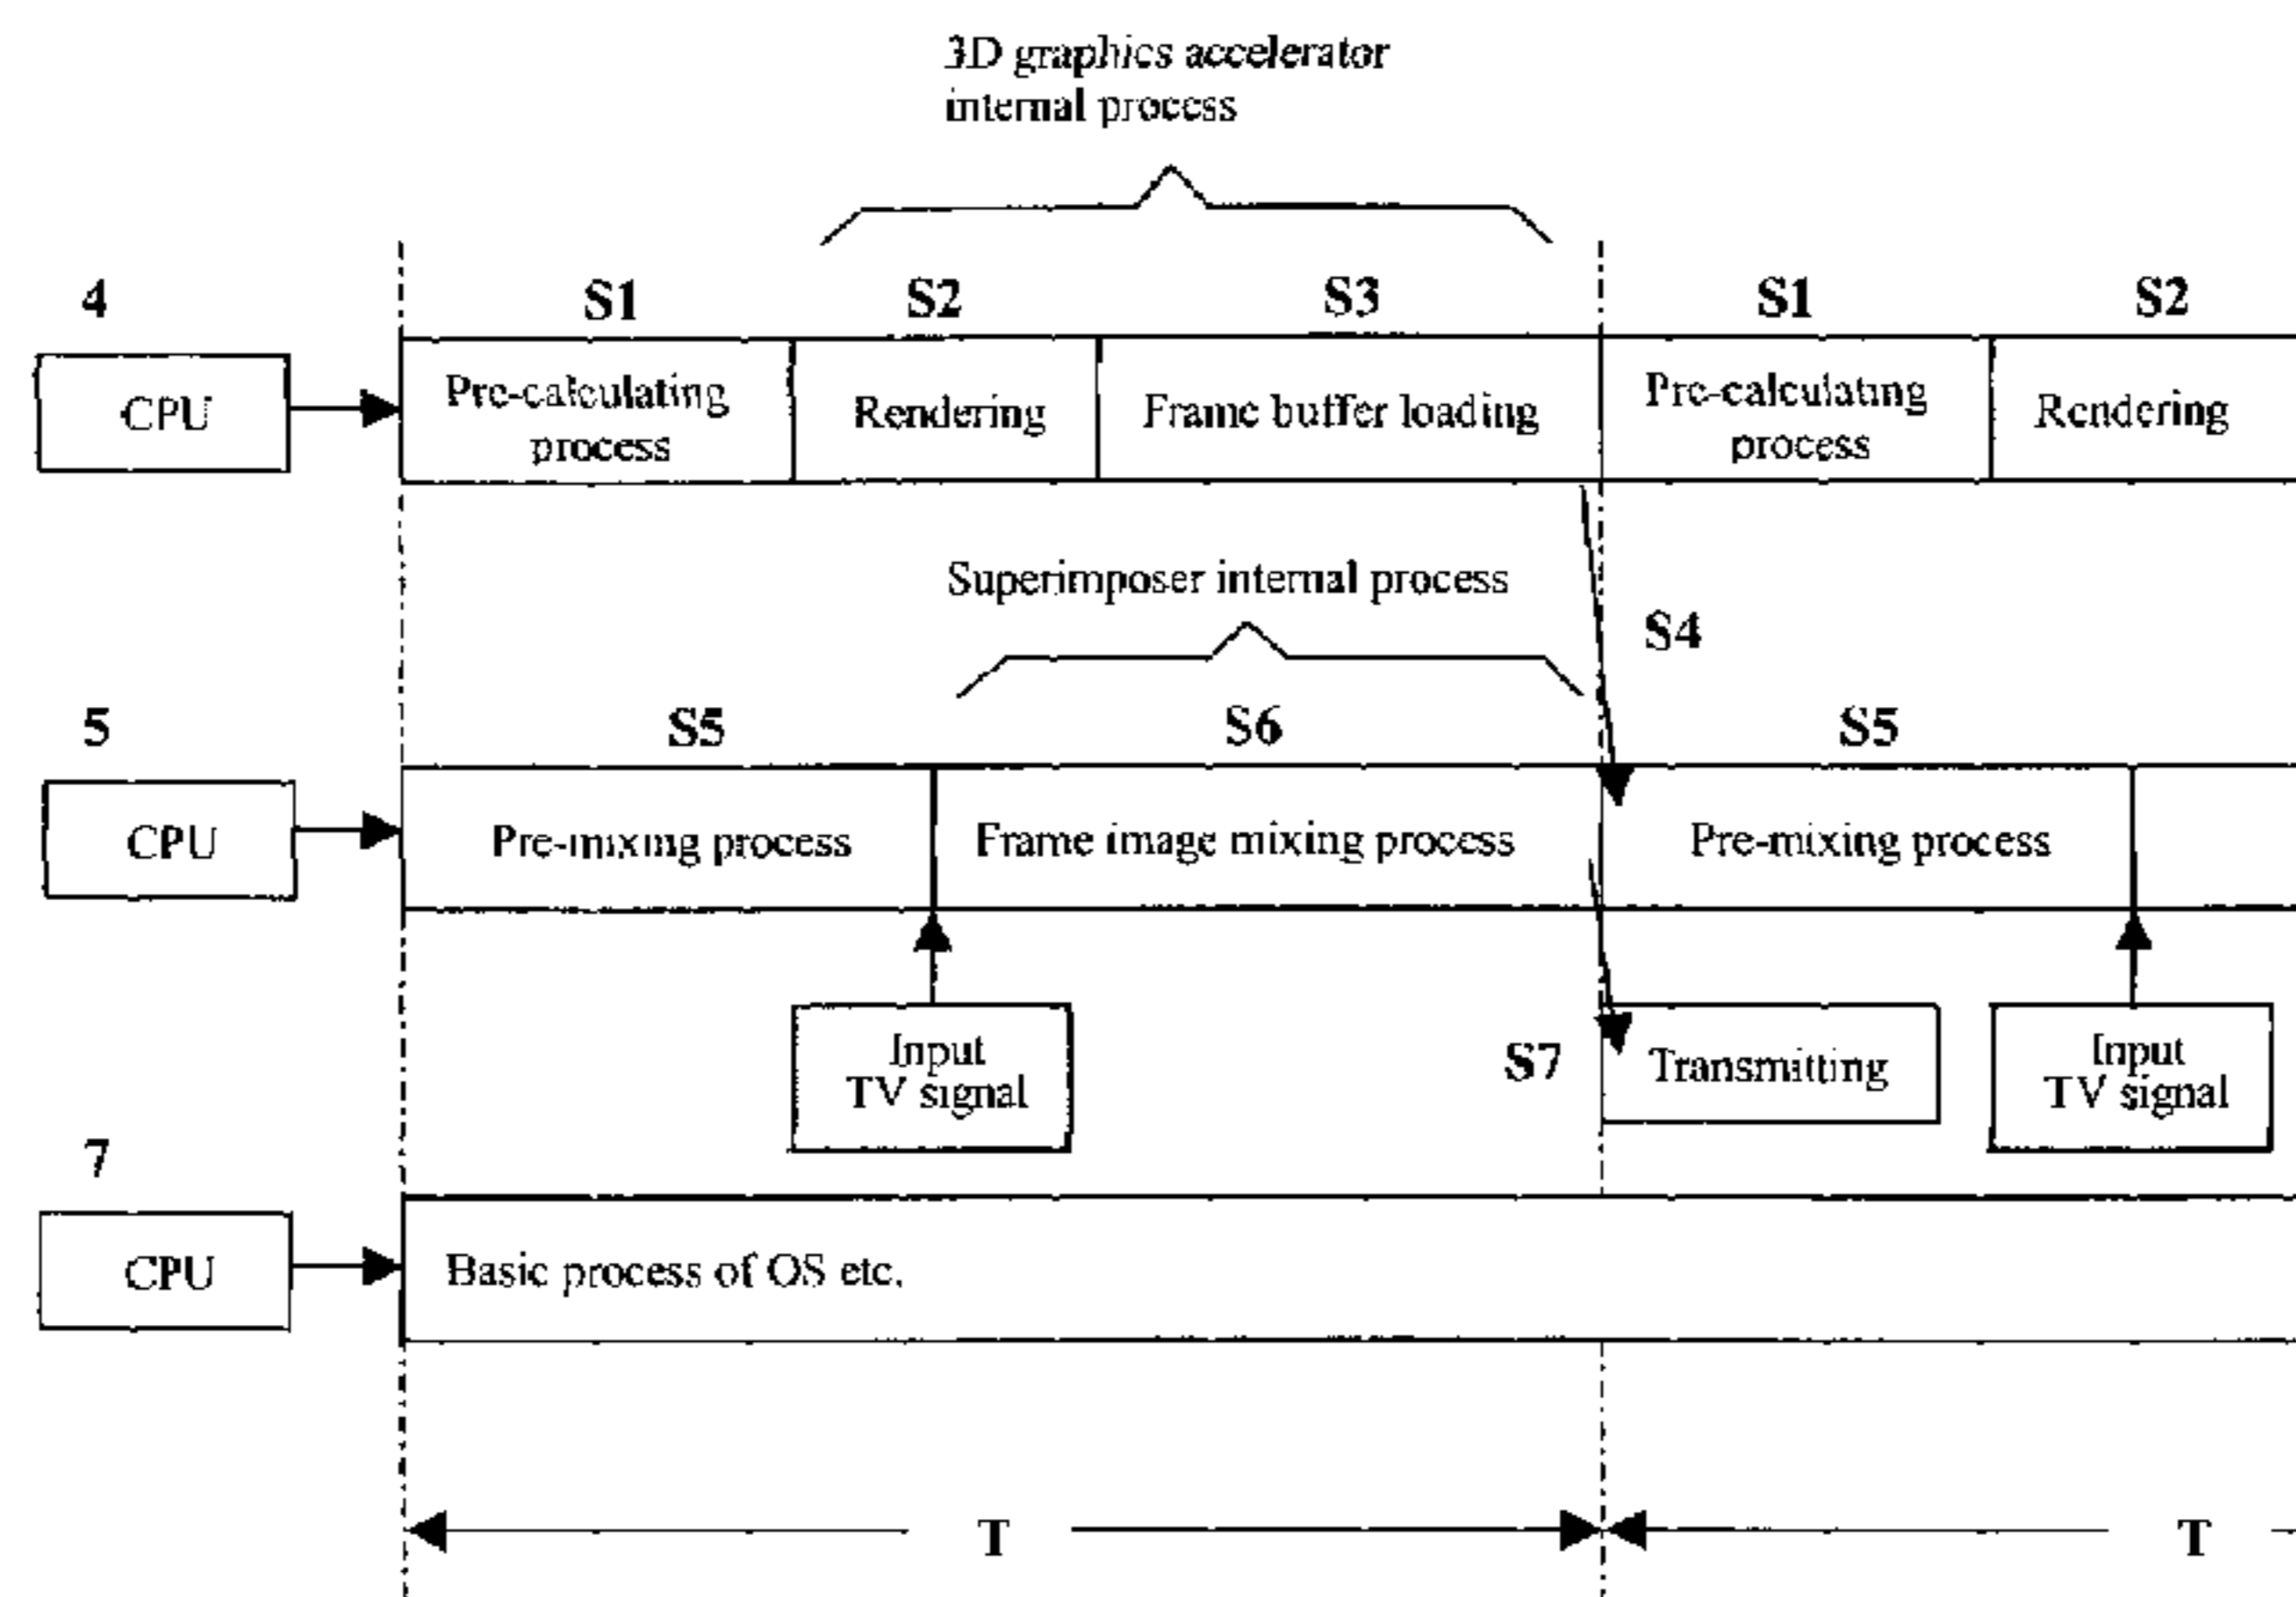 3D graphics accelerator
internal process
4
S1
S2
S3
S1
S2
CPU
Pre-calculating
process
Rendering
Frame buffer loading
Pre-calculating
process
Rendering
Superimposer internal process
S4
5
S5
S6
S5
CPU
Pre-mixing process
Frame image mixing process
Pre-mixing process
Input
TV signal
S7
Transmitting
Input
TV signal
7
CPU
Basic process of OS etc.
T
T